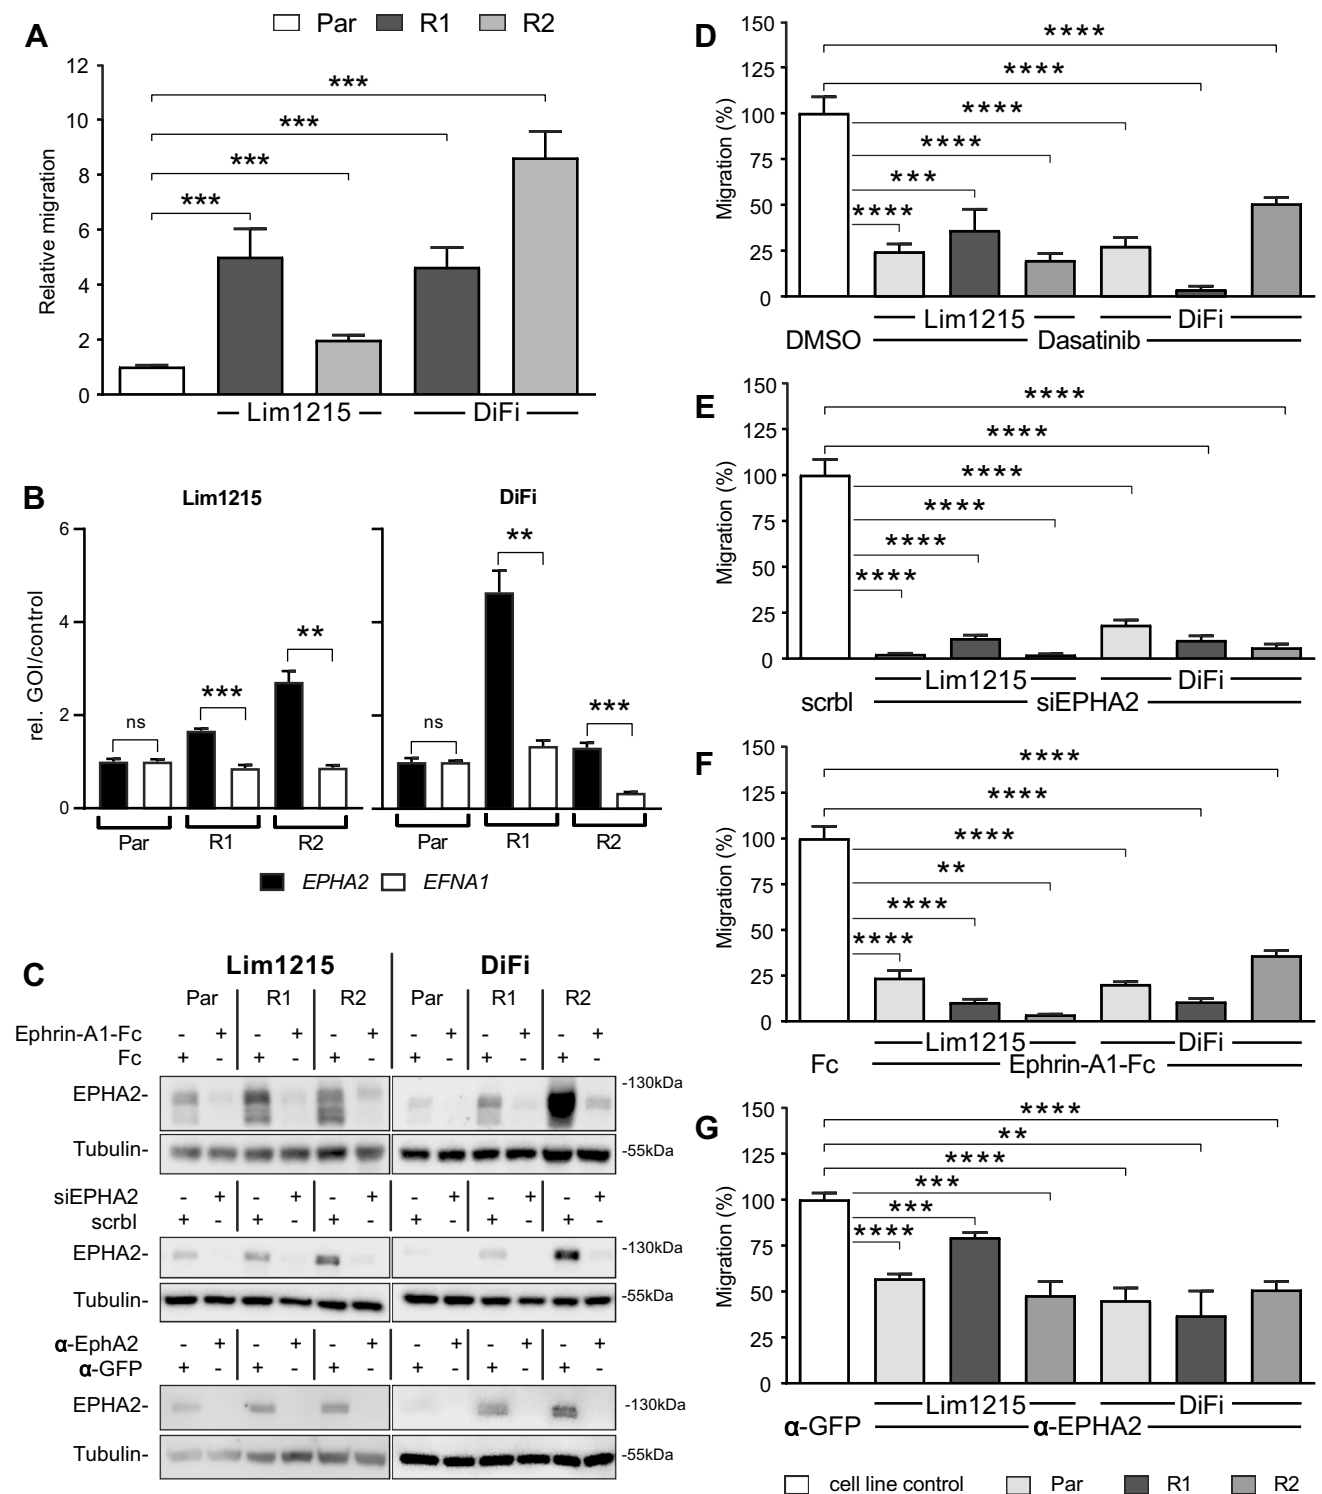 A
Par R1 R2
Relative migration
12
10
8
6
4
2
0
***
***
***
***
Lim1215 DiFi
B
Lim1215 DiFi
rel. GOI/control
6
4
2
0
ns *** **
ns ** ***
Par R1 R2 Par R1 R2
EPHA2 EFNA1
C
Lim1215 DiFi
Par R1 R2 Par R1 R2
Ephrin-A1-Fc - + - + - + - + - + - +
Fc + - + - + - + - + - + -
EPHA2- -130kDa
Tubulin- -55kDa
siEPHA2 - + - + - + - + - + - +
scrbl + - + - + - + - + - + -
EPHA2- -130kDa
Tubulin- -55kDa
α-EphA2 - + - + - + - + - + - +
α-GFP + - + - + - + - + - + -
EPHA2- -130kDa
Tubulin- -55kDa
D
Migration (%)
150
125
100
75
50
25
0
****
****
****
****
***
****
Lim1215 DiFi
DMSO Dasatinib
E
Migration (%)
150
125
100
75
50
25
0
****
****
****
****
****
****
Lim1215 DiFi
scrbl siEPHA2
F
Migration (%)
150
125
100
75
50
25
0
****
****
****
**
****
****
Lim1215 DiFi
Fc Ephrin-A1-Fc
G
Migration (%)
150
125
100
75
50
25
0
****
**
****
***
***
****
Lim1215 DiFi
α-GFP α-EPHA2
cell line control Par R1 R2